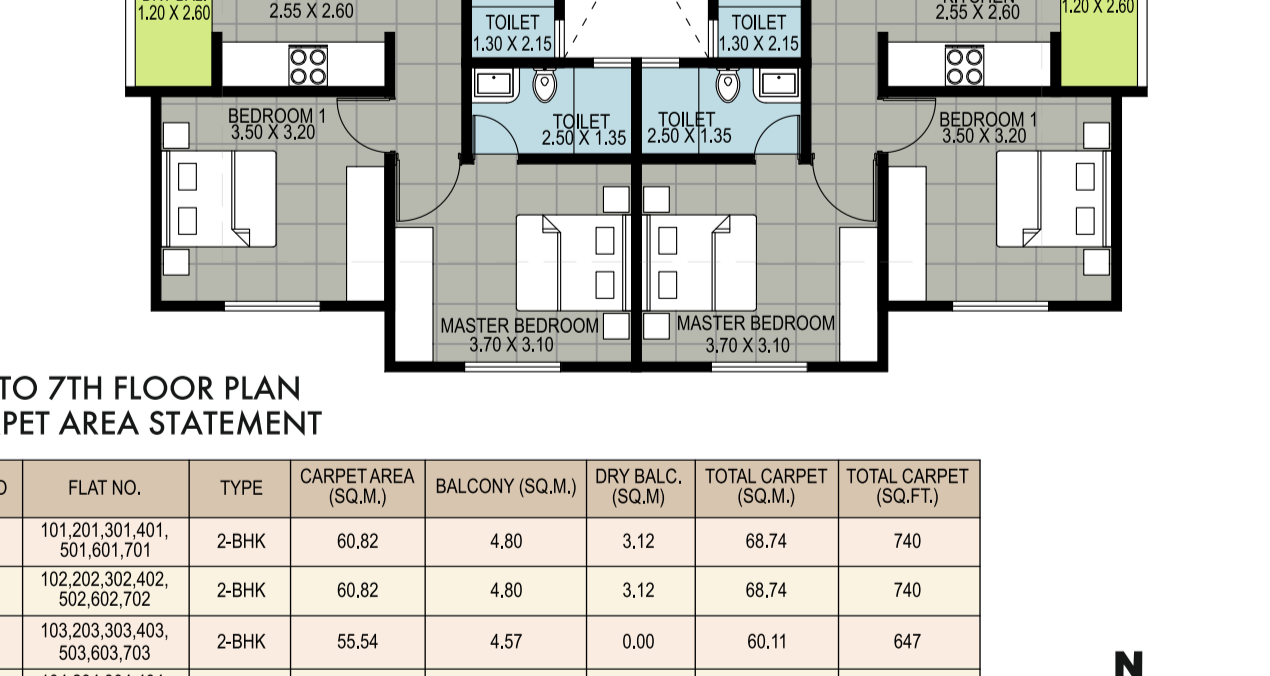 1.20 X 2.60
2.55 X 2.60
TOILET
1.30 X 2.15
TOILET
1.30 X 2.15
KITCHEN
2.55 X 2.60
1.20 X 2.60
BEDROOM 1
3.50 X 3.20
TOILET
2.50 X 1.35
TOILET
2.50 X 1.35
BEDROOM 1
3.50 X 3.20
MASTER BEDROOM
3.70 X 3.10
MASTER BEDROOM
3.70 X 3.10
TO 7TH FLOOR PLAN
PET AREA STATEMENT
FLAT NO.
TYPE
CARPET AREA
(SQ.M.)
BALCONY (SQ.M.)
DRY BALC.
(SQ.M)
TOTAL CARPET
(SQ.M.)
TOTAL CARPET
(SQ.FT.)
101,201,301,401,
501,601,701
2-BHK
60.82
4.80
3.12
68.74
740
102,202,302,402,
502,602,702
2-BHK
60.82
4.80
3.12
68.74
740
103,203,303,403,
503,603,703
2-BHK
55.54
4.57
0.00
60.11
647
N